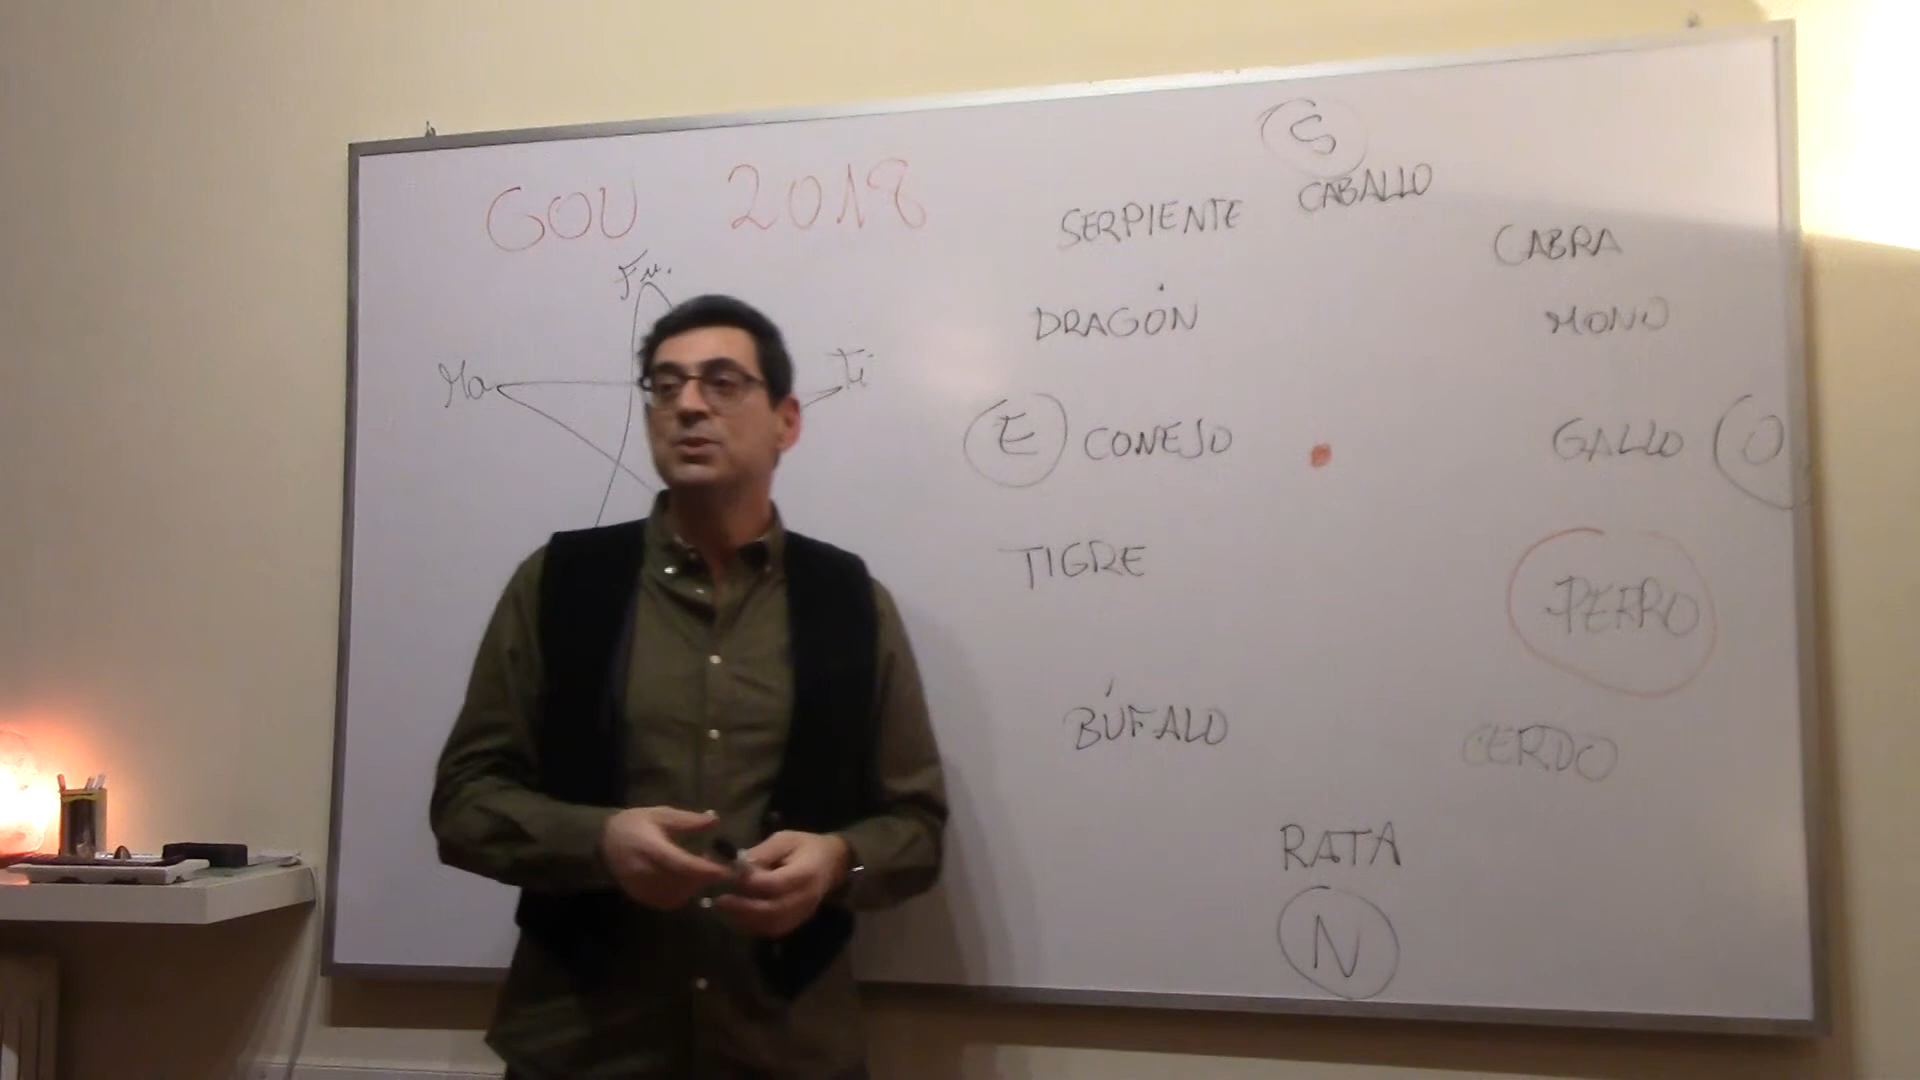 GOU 2018
Fu.
Ma
Ti
S
CABALLO
SERPIENTE
CABRA
DRAGÓN
MONO
E CONEJO
GALLO O
TIGRE
PERRO
BÚFALO
CERDO
RATA
N